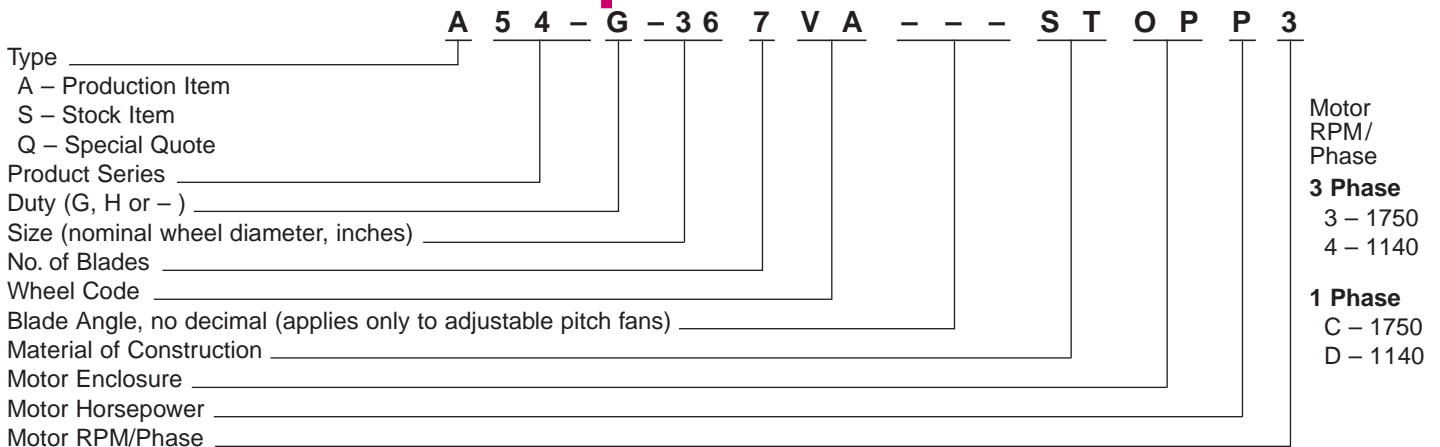 A 5 4 – G – 3 6 7 V A – – – S T O P P 3
Type
A – Production Item
S – Stock Item
Q – Special Quote
Product Series
Duty (G, H or – )
Size (nominal wheel diameter, inches)
No. of Blades
Wheel Code
Blade Angle, no decimal (applies only to adjustable pitch fans)
Material of Construction
Motor Enclosure
Motor Horsepower
Motor RPM/Phase
Motor
RPM/
Phase
3 Phase
3 – 1750
4 – 1140
1 Phase
C – 1750
D – 1140